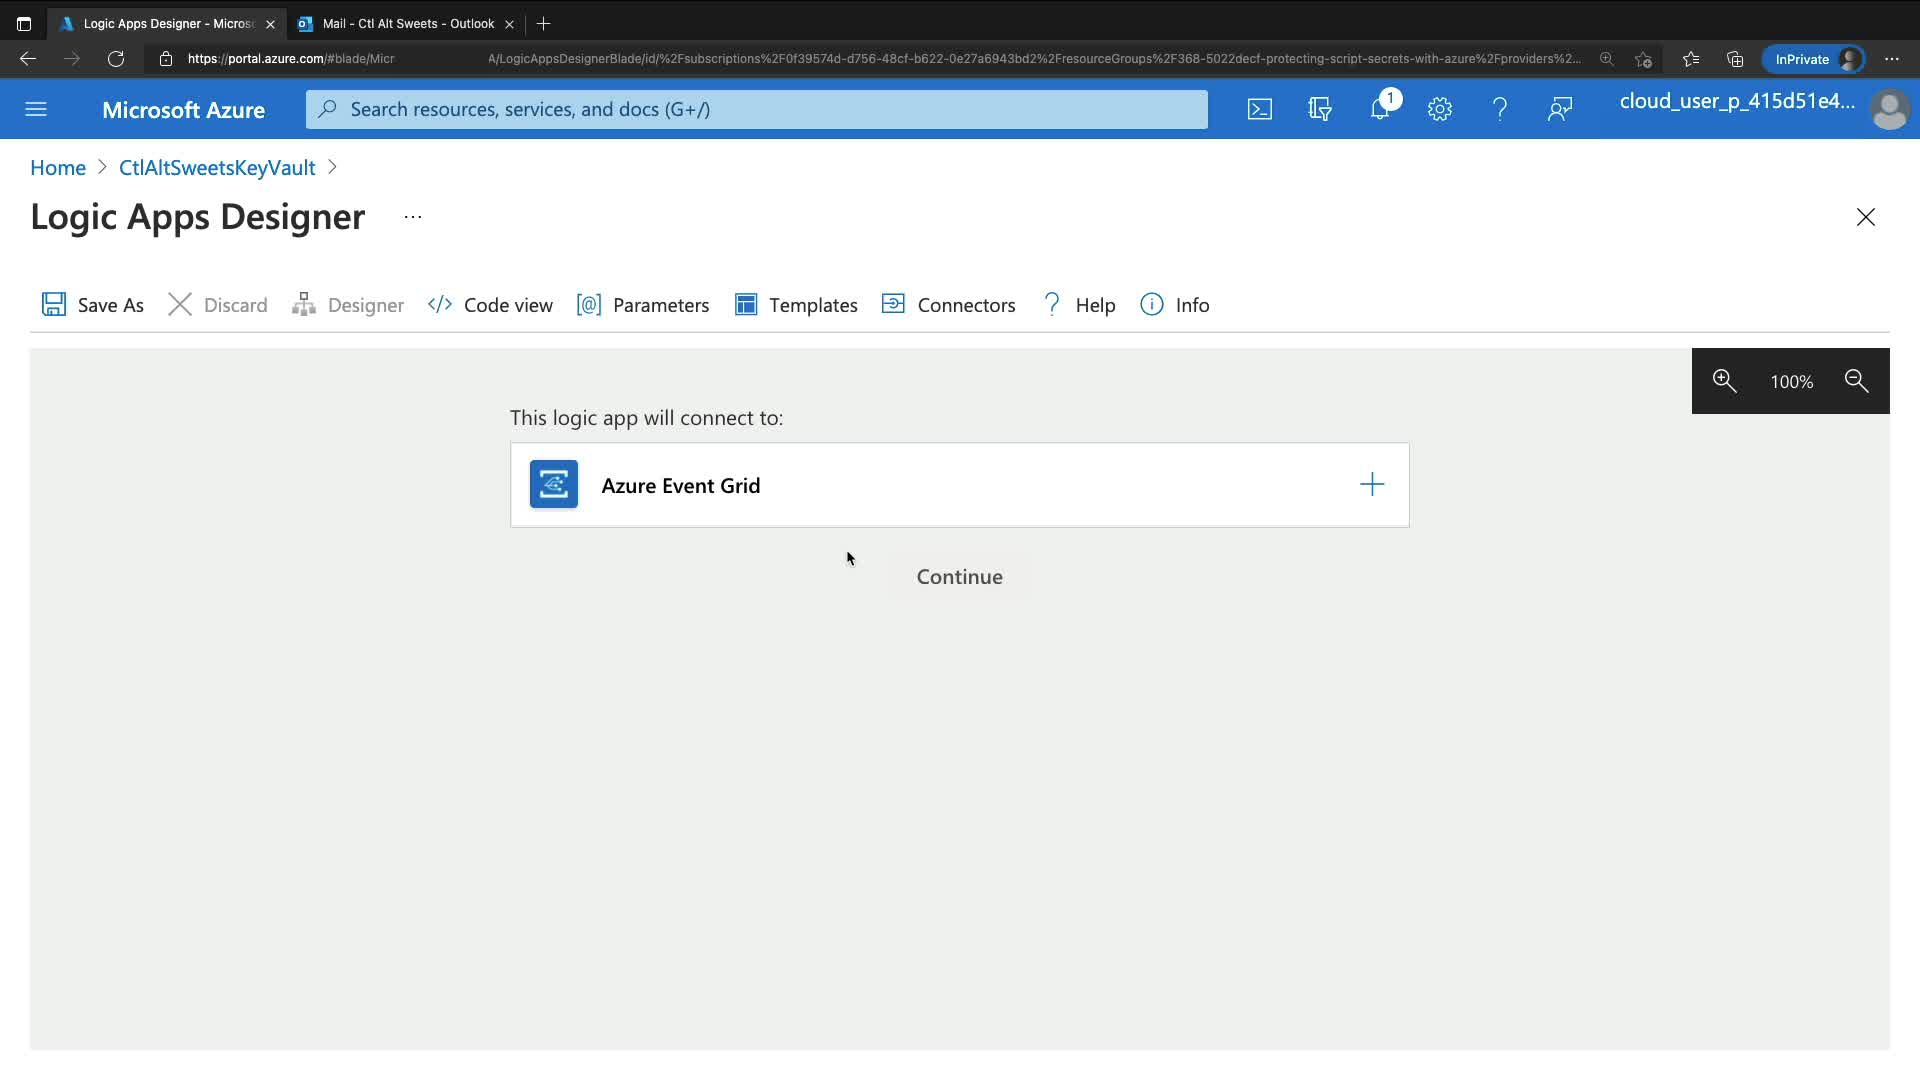 Logic Apps Designer - Micros
Mail - Ctl Alt Sweets - Outlook
https://portal.azure.com/#blade/Micr A/LogicAppsDesignerBlade/id/%2Fsubscriptions%2F0f39574d-d756-48cf-b622-0e27a6943bd2%2FresourceGroups%2F368-5022decf-protecting-script-secrets-with-azure%2Fproviders%2...
InPrivate
Microsoft Azure
Search resources, services, and docs (G+/)
1
cloud_user_p_415d51e4...
Home > CtlAltSweetsKeyVault >
Logic Apps Designer ...
Save As Discard Designer Code view Parameters Templates Connectors Help Info
100%
This logic app will connect to:
Azure Event Grid
Continue